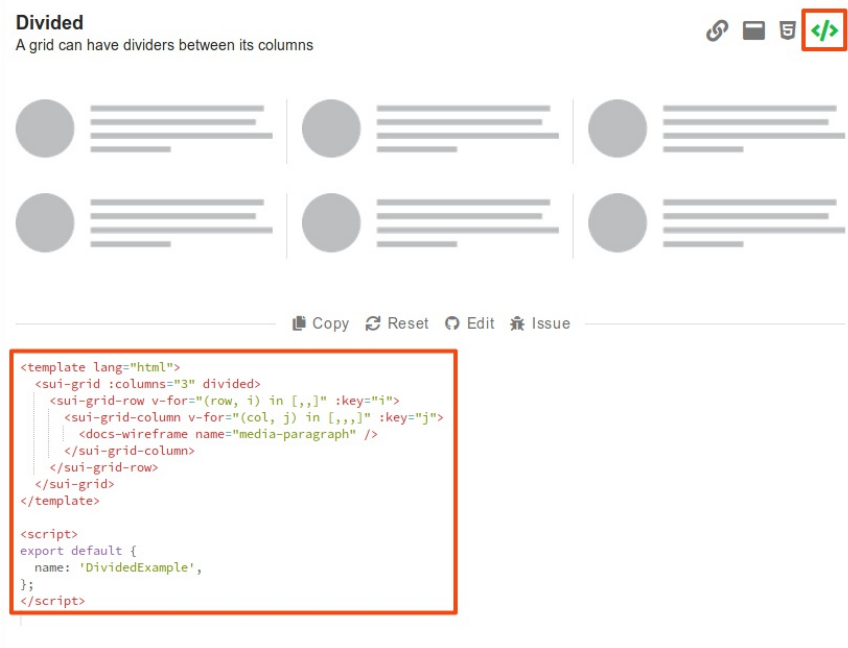 Divided
A grid can have dividers between its columns
</>
Copy Reset Edit Issue
<template lang="html">
  <sui-grid :columns="3" divided>
    <sui-grid-row v-for="(row, i) in [,,]" :key="i">
      <sui-grid-column v-for="(col, j) in [,,,]" :key="j">
        <docs-wireframe name="media-paragraph" />
      </sui-grid-column>
    </sui-grid-row>
  </sui-grid>
</template>

<script>
export default {
  name: 'DividedExample',
};
</script>